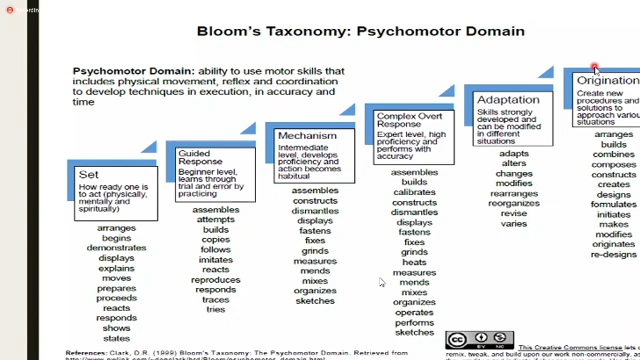 Bloom's Taxonomy: Psychomotor Domain
Psychomotor Domain: ability to use motor skills that
includes physical movement, reflex and coordination
to develop techniques in execution, in accuracy and
time
Set
How ready one is
to act (physically,
mentally and
spiritually)
arranges
begins
demonstrates
displays
explains
moves
prepares
proceeds
reacts
responds
shows
states
Guided
Response
Beginner level,
learns through
trial and error by
practicing
assembles
attempts
builds
copies
follows
imitates
reacts
reproduces
responds
traces
tries
Mechanism
Intermediate
level, develops
proficiency and
action becomes
habitual
assembles
constructs
dismantles
displays
fastens
fixes
grinds
measures
mends
mixes
organizes
sketches
Complex Overt
Response
Expert level, high
proficiency and
performs with
accuracy
assembles
builds
calibrates
constructs
dismantles
displays
fastens
fixes
grinds
heats
measures
mends
mixes
organizes
operates
performs
sketches
Adaptation
Skills strongly
developed and
can be modified
in different
situations
adapts
alters
changes
modifies
rearranges
reorganizes
revise
varies
Origination
Create new
procedures and
solutions to
approach
situations
arranges
builds
combines
composes
constructs
creates
designs
formulates
initiates
makes
modifies
originates
re-designs
References: Clark, D.R. (1999) Bloom's Taxonomy: The Psychomotor Domain. Retrieved from
This Creative Commons license lets
remix, tweak, and build upon our work non-commercially,